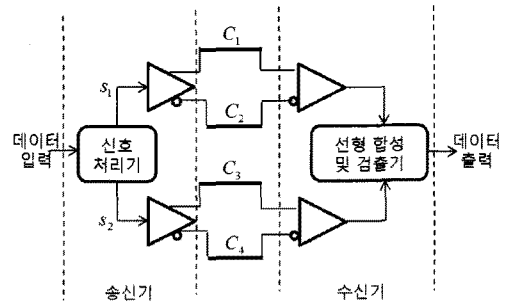 C₁
s₁
C₂
데이터
입력
신호
처리기
선형 합성
및 검출기
데이터
출력
C₃
s₂
C₄
송신기
수신기